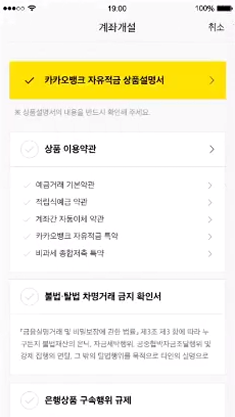 19:00
100%
계좌개설
취소
카카오뱅크 자유적금 상품설명서
※ 상품설명서의 내용을 반드시 확인해 주세요.
상품 이용약관
예금거래 기본약관
적립식예금 약관
계좌간 자동이체 약관
카카오뱅크 자유적금 특약
비과세 종합저축 특약
불법·탈법 차명거래 금지 확인서
『금융실명거래 및 비밀보장에 관한 법률』 제3조 제3 항에 따라 누
구든지 불법재산의 은닉, 자금세탁행위, 공중협박자금조달행위 및
강제 집행의 면탈, 그 밖의 탈법행위를 목적으로 타인의 실명으로
은행상품 구속행위 규제